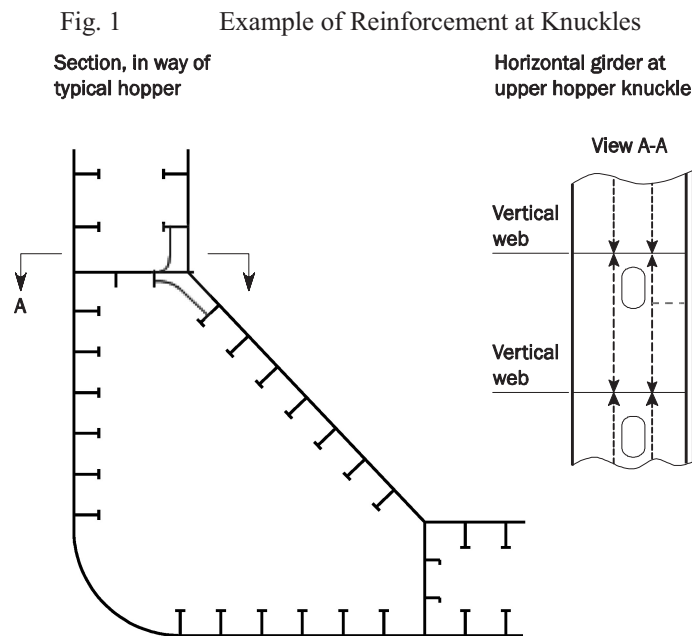 Fig. 1 Example of Reinforcement at Knuckles
Section, in way of
typical hopper
Horizontal girder at
upper hopper knuckle
View A-A
Vertical
web
A
Vertical
web